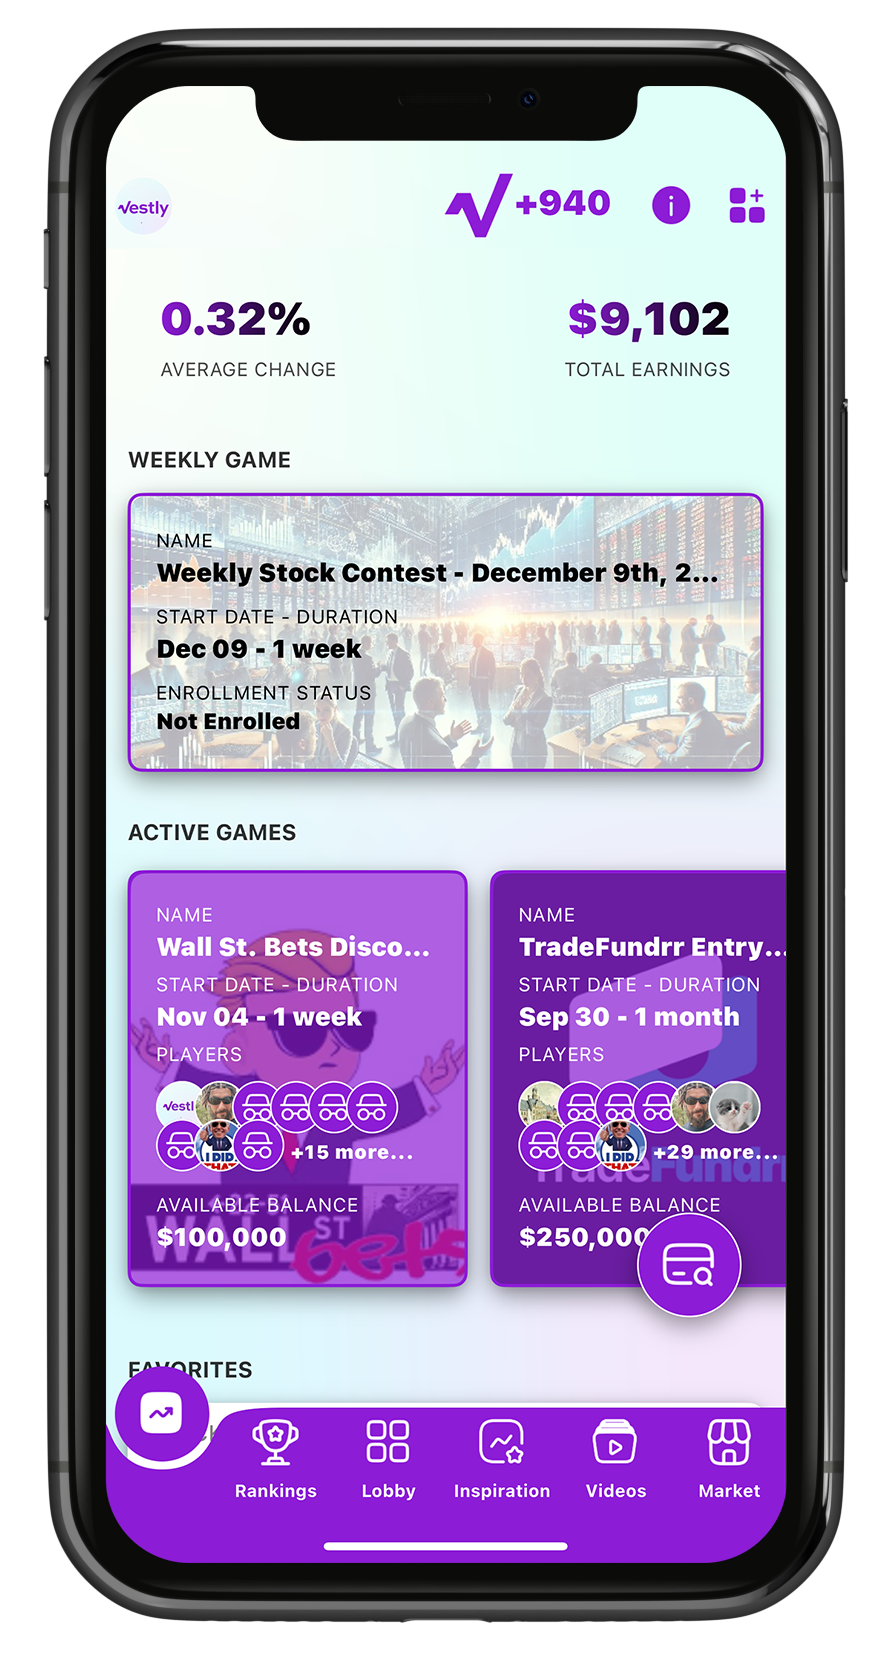 Vestly
+940
0.32%
$9,102
AVERAGE CHANGE
TOTAL EARNINGS
WEEKLY GAME
NAME
Weekly Stock Contest - December 9th, 2...
START DATE - DURATION
Dec 09 - 1 week
ENROLLMENT STATUS
Not Enrolled
ACTIVE GAMES
NAME
Wall St. Bets Disco...
START DATE - DURATION
Nov 04 - 1 week
PLAYERS
Vestl
I DID
THAT
+15 more...
AVAILABLE BALANCE
$100,000
WALL ST
bets
NAME
TradeFundrr Entry...
START DATE - DURATION
Sep 30 - 1 month
PLAYERS
I DID
THAT
+29 more...
TradeFundrr
AVAILABLE BALANCE
$250,000
FAVORITES
Rankings
Lobby
Inspiration
Videos
Market